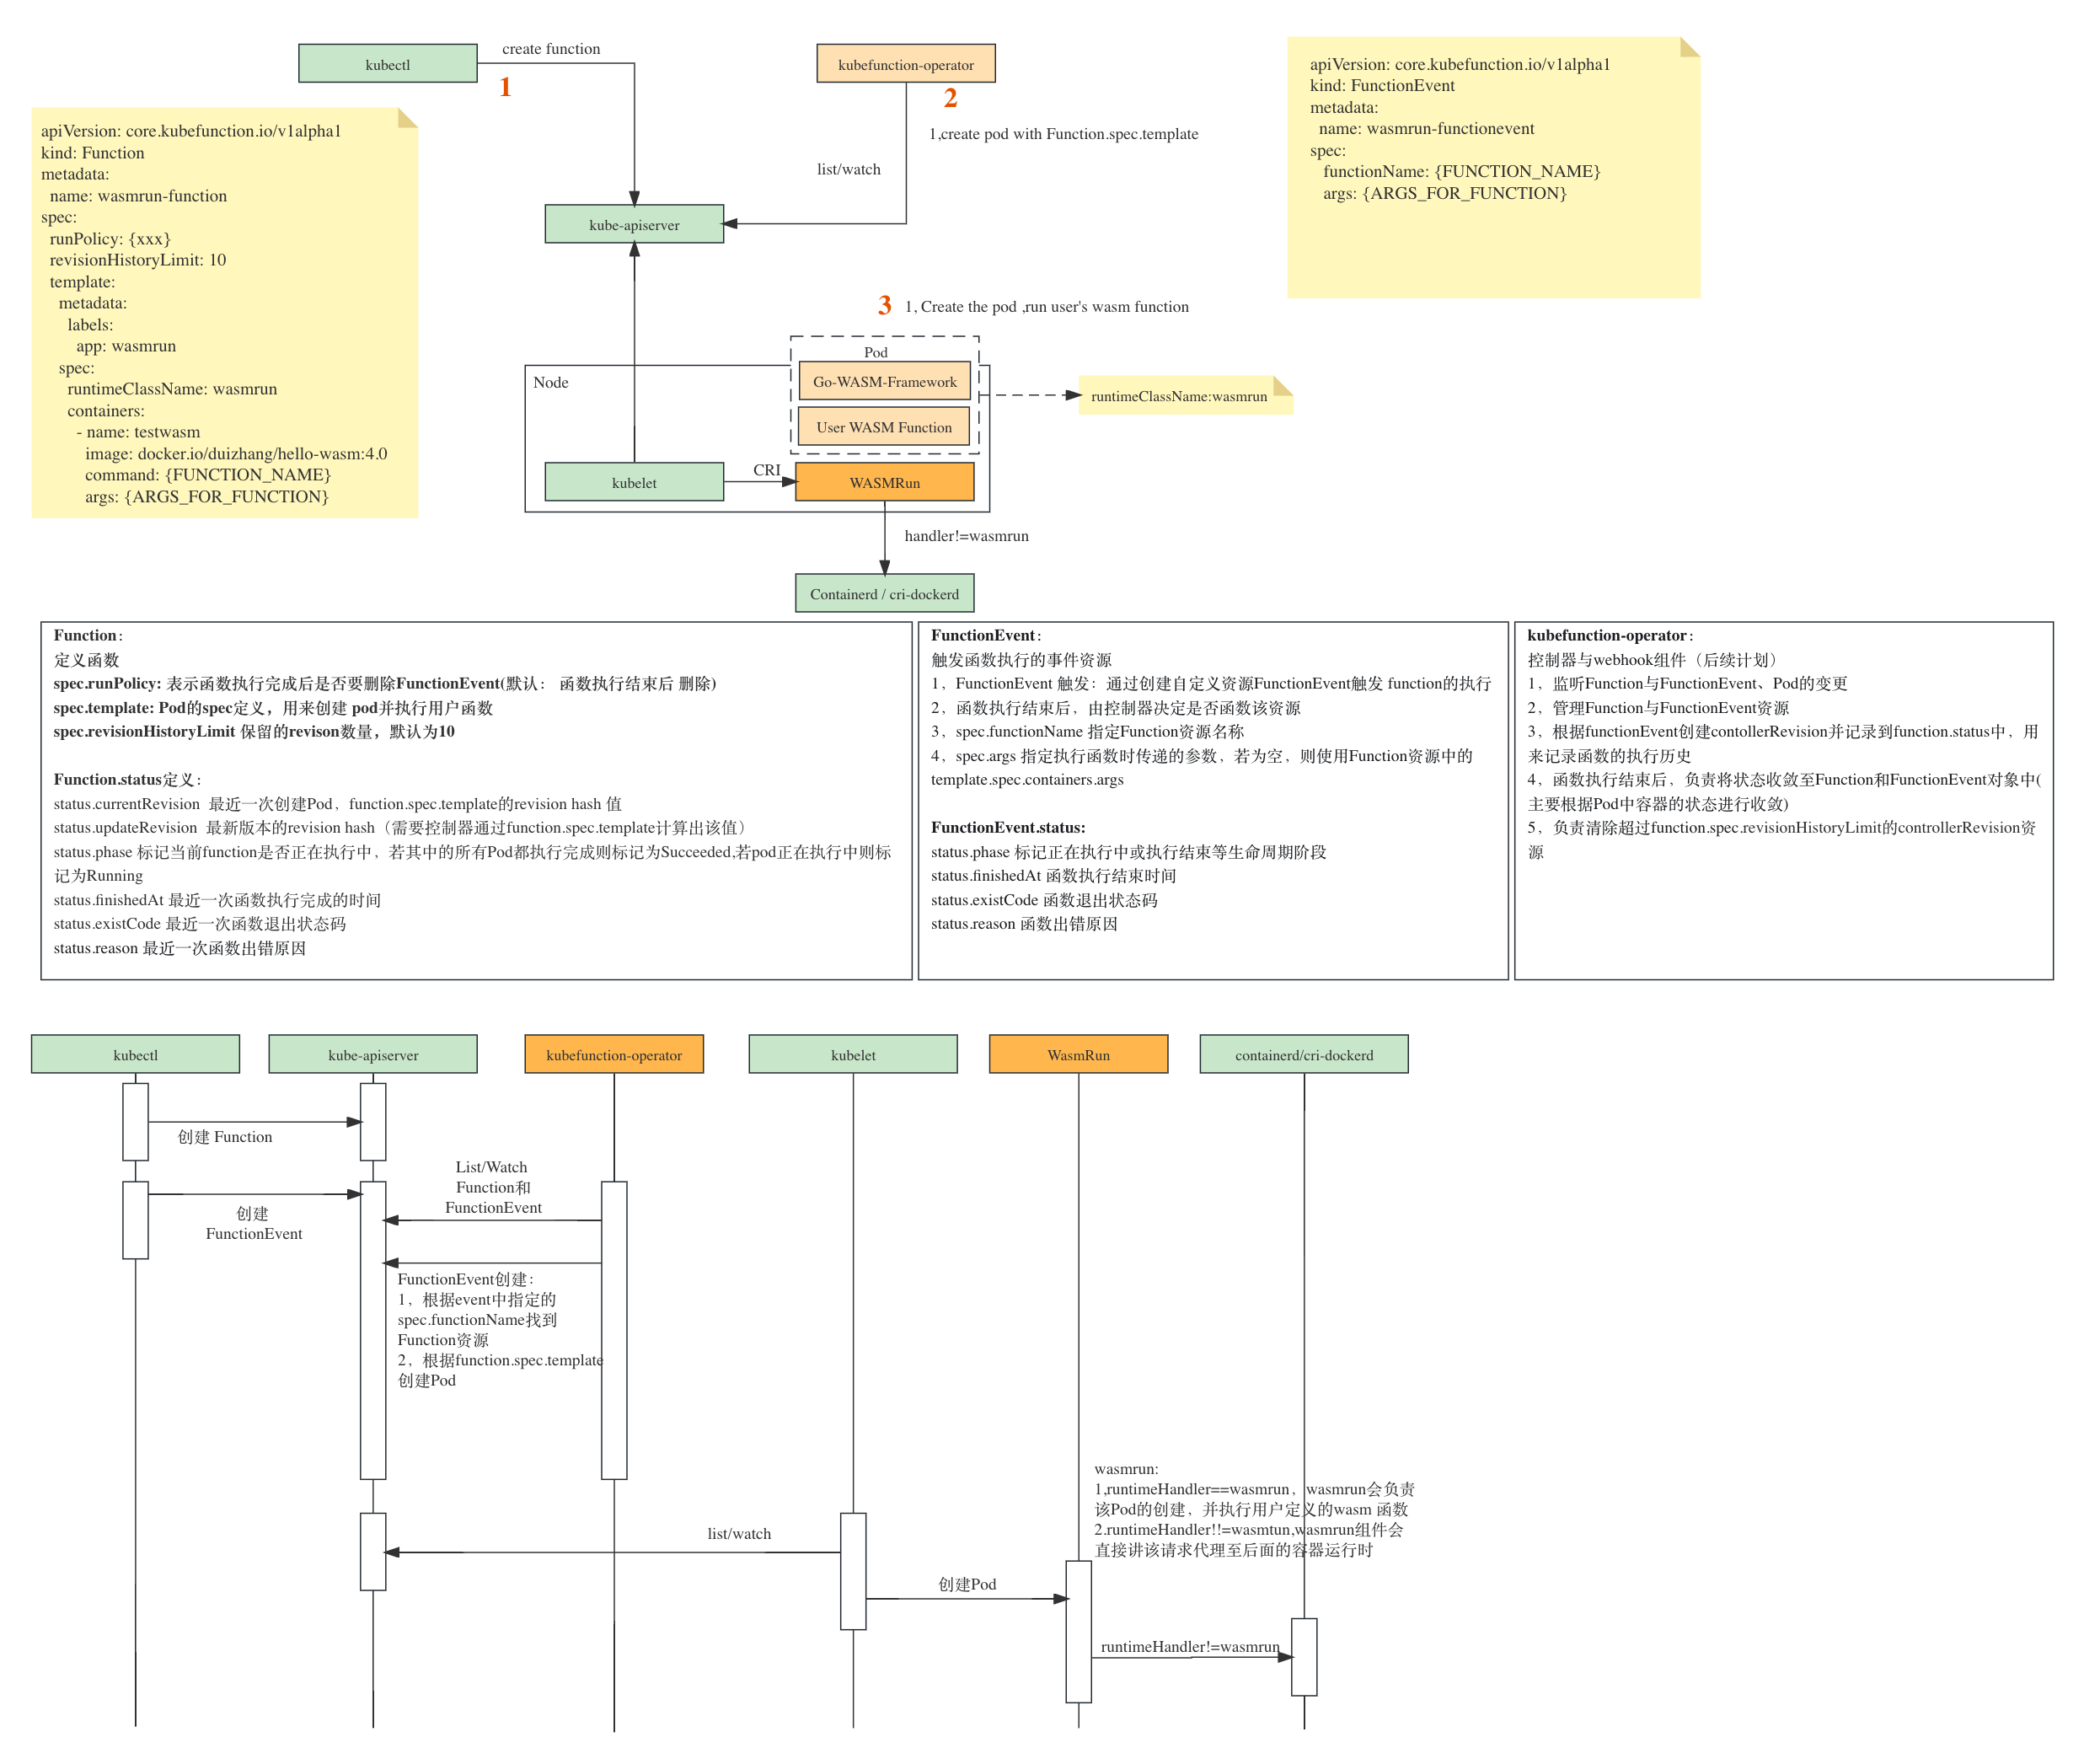 kubectl
create function
1
kubefunction-operator
2
1,create pod with Function.spec.template
list/watch
kube-apiserver
apiVersion: core.kubefunction.io/v1alpha1
kind: Function
metadata:
  name: wasmrun-function
spec:
  runPolicy: {xxx}
  revisionHistoryLimit: 10
  template:
    metadata:
      labels:
        app: wasmrun
    spec:
      runtimeClassName: wasmrun
      containers:
        - name: testwasm
          image: docker.io/duizhang/hello-wasm:4.0
          command: {FUNCTION_NAME}
          args: {ARGS_FOR_FUNCTION}
apiVersion: core.kubefunction.io/v1alpha1
kind: FunctionEvent
metadata:
  name: wasmrun-functionevent
spec:
   functionName: {FUNCTION_NAME}
   args: {ARGS_FOR_FUNCTION}
3
1, Create the pod ,run user's wasm function
Node
Pod
Go-WASM-Framework
User WASM Function
runtimeClassName:wasmrun
kubelet
CRI
WASMRun
handler!=wasmrun
Containerd / cri-dockerd
Function：
定义函数
spec.runPolicy: 表示函数执行完成后是否要删除FunctionEvent(默认： 函数执行结束后 删除)
spec.template: Pod的spec定义，用来创建 pod并执行用户函数
spec.revisionHistoryLimit 保留的revison数量，默认为10
Function.status定义：
status.currentRevision  最近一次创建Pod，function.spec.template的revision hash 值
status.updateRevision  最新版本的revision hash（需要控制器通过function.spec.template计算出该值）
status.phase 标记当前function是否正在执行中，若其中的所有Pod都执行完成则标记为Succeeded,若pod正在执行中则标
记为Running
status.finishedAt 最近一次函数执行完成的时间
status.existCode 最近一次函数退出状态码
status.reason 最近一次函数出错原因
FunctionEvent：
触发函数执行的事件资源
1，FunctionEvent 触发：通过创建自定义资源FunctionEvent触发 function的执行
2，函数执行结束后，由控制器决定是否函数该资源
3，spec.functionName 指定Function资源名称
4，spec.args 指定执行函数时传递的参数，若为空，则使用Function资源中的
template.spec.containers.args
FunctionEvent.status:
status.phase 标记正在执行中或执行结束等生命周期阶段
status.finishedAt 函数执行结束时间
status.existCode 函数退出状态码
status.reason 函数出错原因
kubefunction-operator：
控制器与webhook组件（后续计划）
1，监听Function与FunctionEvent、Pod的变更
2，管理Function与FunctionEvent资源
3，根据functionEvent创建contollerRevision并记录到function.status中，用
来记录函数的执行历史
4，函数执行结束后，负责将状态收敛至Function和FunctionEvent对象中(
主要根据Pod中容器的状态进行收敛)
5，负责清除超过function.spec.revisionHistoryLimit的controllerRevision资
源
kubectl
kube-apiserver
kubefunction-operator
kubelet
WasmRun
containerd/cri-dockerd
创建 Function
List/Watch
Function和
FunctionEvent
创建
FunctionEvent
FunctionEvent创建：
1，根据event中指定的
spec.functionName找到
Function资源
2，根据function.spec.template
创建Pod
wasmrun:
1,runtimeHandler==wasmrun，wasmrun会负责
该Pod的创建，并执行用户定义的wasm 函数
2.runtimeHandler!!=wasmtun,wasmrun组件会
直接讲该请求代理至后面的容器运行时
list/watch
创建Pod
runtimeHandler!=wasmrun